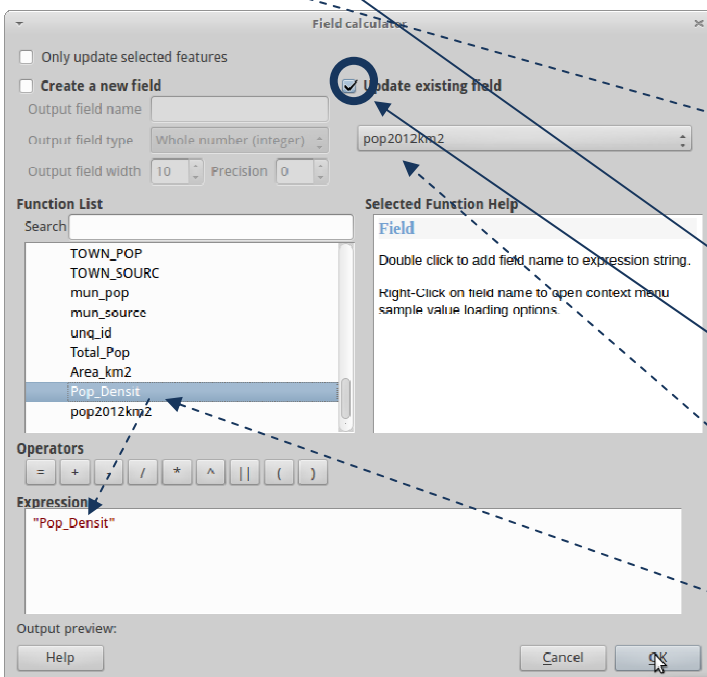 Field calculator
Only update selected features
Create a new field
Update existing field
Output field name
Output field type Whole number (integer)
pop2012km2
Output field width 10 Precision 0
Function List
Selected Function Help
Search
Field
TOWN_POP
TOWN_SOURC
mun_pop
mun_source
unq_id
Total_Pop
Area_km2
Pop_Densit
pop2012km2
Double click to add field name to expression string.
Right-Click on field name to open context menu
sample value loading options.
Operators
= + - / * ^ || ( )
Expression
"Pop_Densit"
Output preview:
Help
Cancel
OK